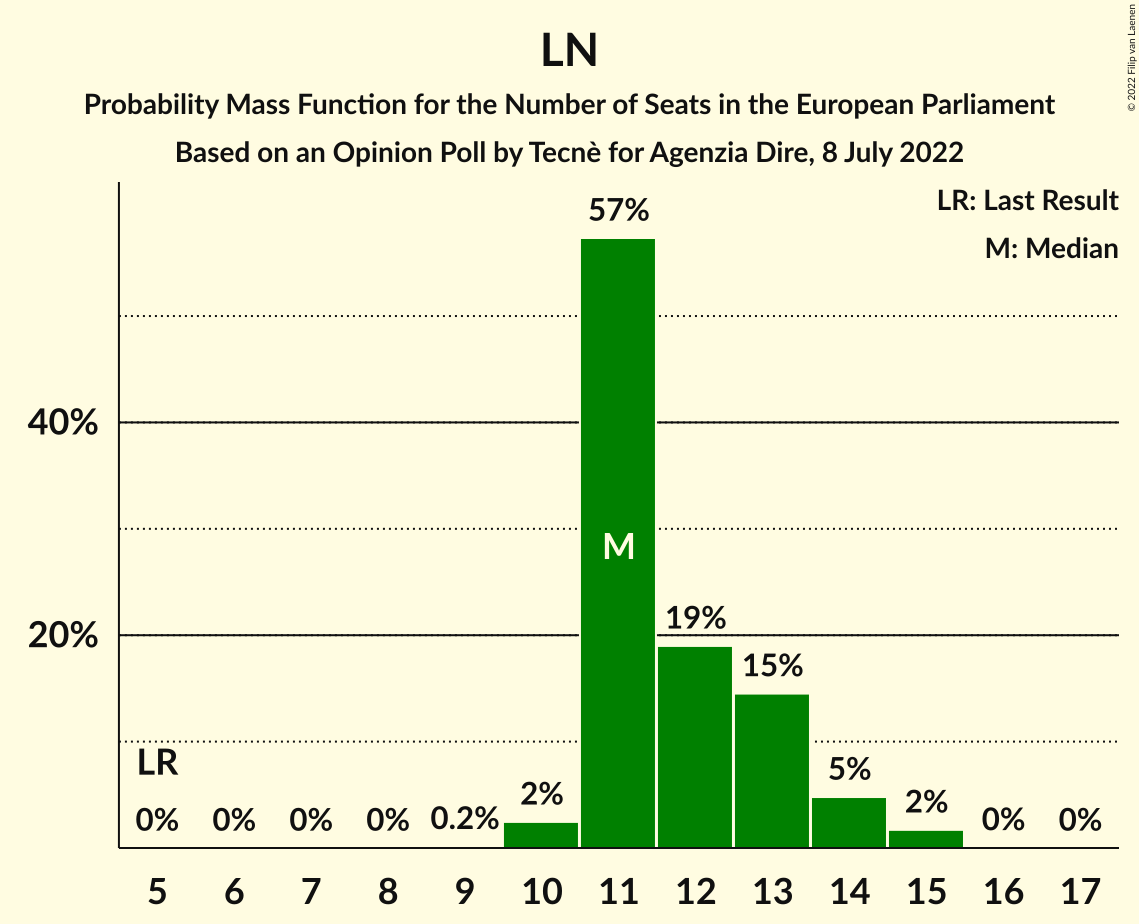 LN
Probability Mass Function for the Number of Seats in the European Parliament
Based on an Opinion Poll by Tecnè for Agenzia Dire, 8 July 2022
© 2022 Filip van Laenen
LR: Last Result
M: Median
57%
40%
M
20%
19%
15%
LR
5%
2%
2%
0% 0% 0% 0% 0.2% 0% 0%
5 6 7 8 9 10 11 12 13 14 15 16 17